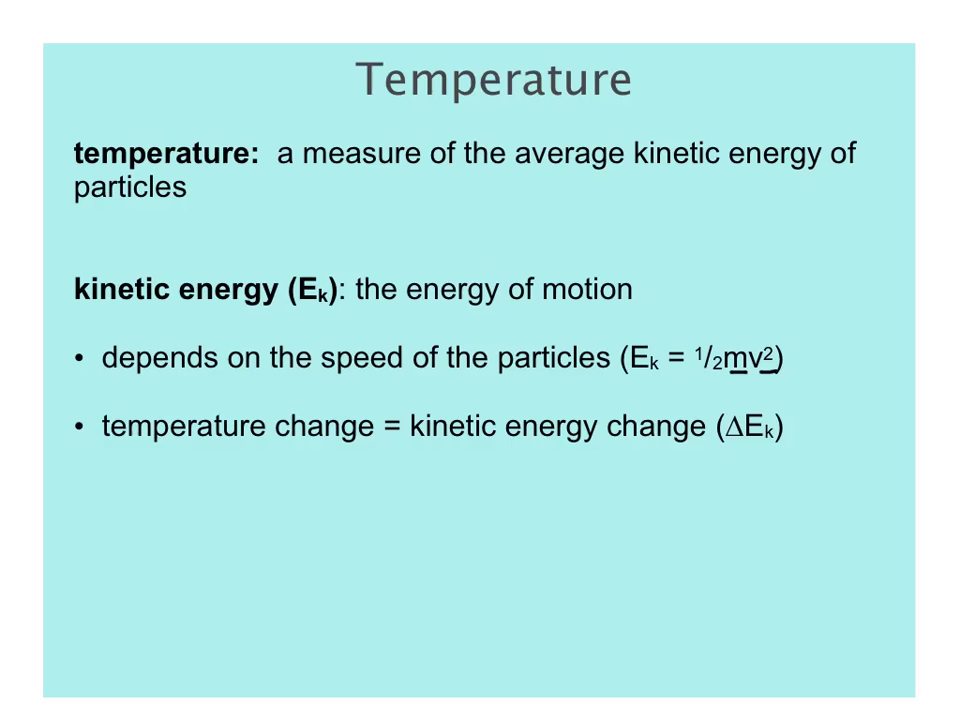 Temperature
temperature: a measure of the average kinetic energy of
particles
kinetic energy (Eₖ): the energy of motion
• depends on the speed of the particles (Eₖ = ¹/₂mv²)
• temperature change = kinetic energy change (∆Eₖ)